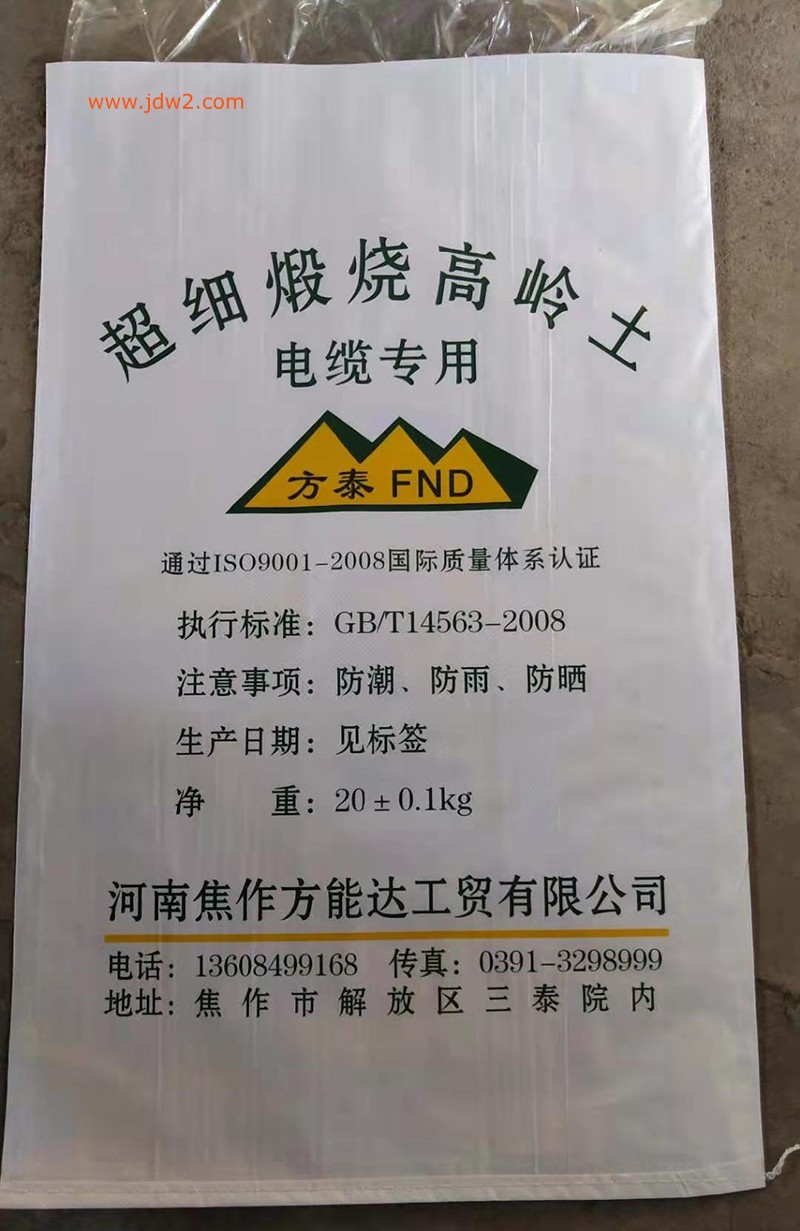 www.jdw2.com
超细煅烧高岭土
电缆专用
方泰 FND
通过ISO9001-2008国际质量体系认证
执行标准：GB/T14563-2008
注意事项：防潮、防雨、防晒
生产日期：见标签
净　　重：20±0.1kg
河南焦作方能达工贸有限公司
电话：13608499168　传真：0391-3298999
地址：焦作市解放区三泰院内